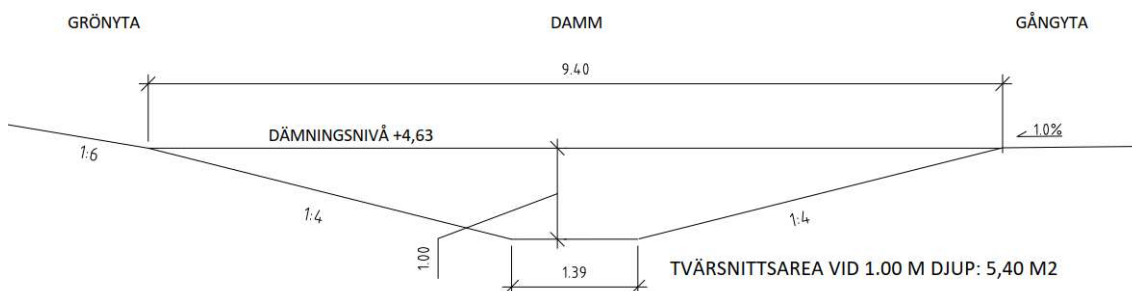 GRÖNYTA DAMM GÅNGYTA
9.40
DÄMNINGSNIVÅ +4,63
1.0%
1:6
1:4 1:4
1.00
1.39
TVÄRSNITTSAREA VID 1.00 M DJUP: 5,40 M2